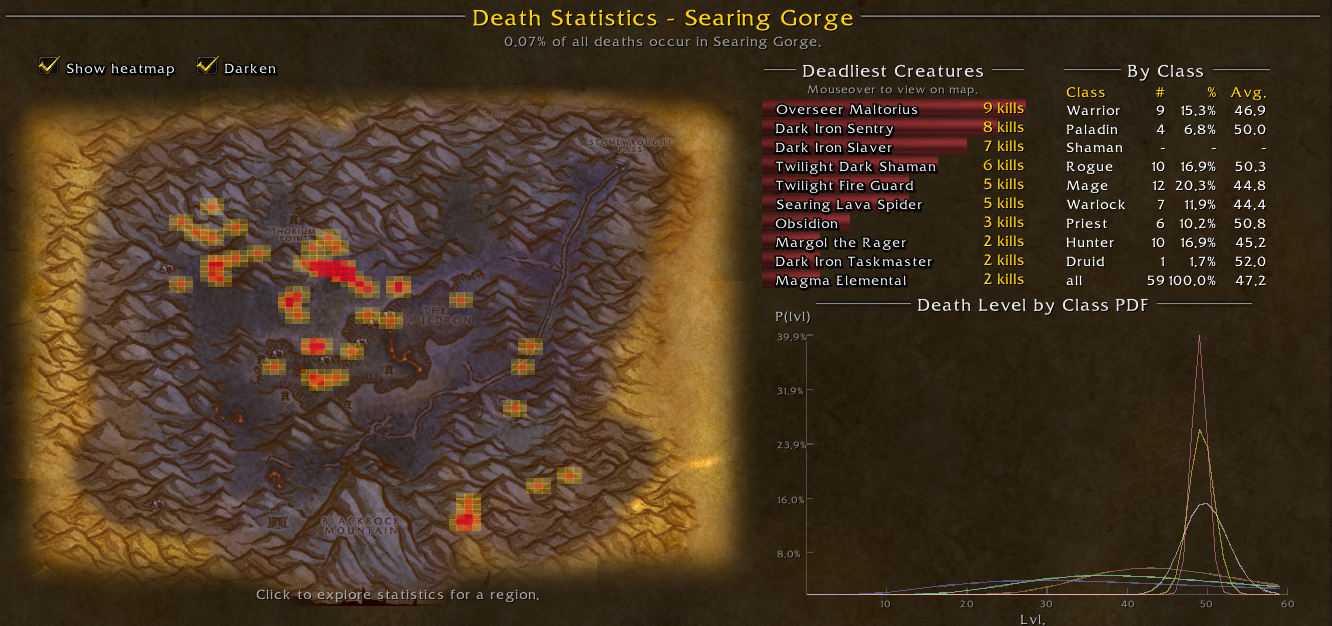 Death Statistics - Searing Gorge
0.07% of all deaths occur in Searing Gorge.
Show heatmap
Darken
STONEWROUGHT PASS
THORIUM POINT
THE CAULDRON
BLACKROCK MOUNTAIN
Click to explore statistics for a region.
Deadliest Creatures
Mouseover to view on map.
Overseer Maltorius 9 kills
Dark Iron Sentry 8 kills
Dark Iron Slaver 7 kills
Twilight Dark Shaman 6 kills
Twilight Fire Guard 5 kills
Searing Lava Spider 5 kills
Obsidion 3 kills
Margol the Rager 2 kills
Dark Iron Taskmaster 2 kills
Magma Elemental 2 kills
By Class
Class # % Avg.
Warrior 9 15.3% 46.9
Paladin 4 6.8% 50.0
Shaman - - -
Rogue 10 16.9% 50.3
Mage 12 20.3% 44.8
Warlock 7 11.9% 44.4
Priest 6 10.2% 50.8
Hunter 10 16.9% 45.2
Druid 1 1.7% 52.0
all 59 100.0% 47.2
Death Level by Class PDF
P(lvl)
39.9%
31.9%
23.9%
16.0%
8.0%
10 20 30 40 50 60
Lvl.